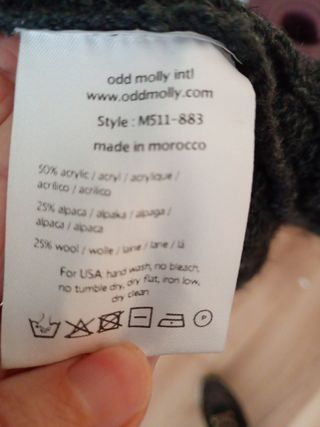 odd molly intl
www.oddmolly.com
Style : M511-883
made in morocco
50% acrylic / acryl / acrylique /
acrílico / acrilico
25% alpaca / alpaka / alpaga /
alpaca / alpaca
25% wool / wolle / laine / lana / lã
For USA hand wash, no bleach,
no tumble dry, dry flat, iron low,
dry clean
P